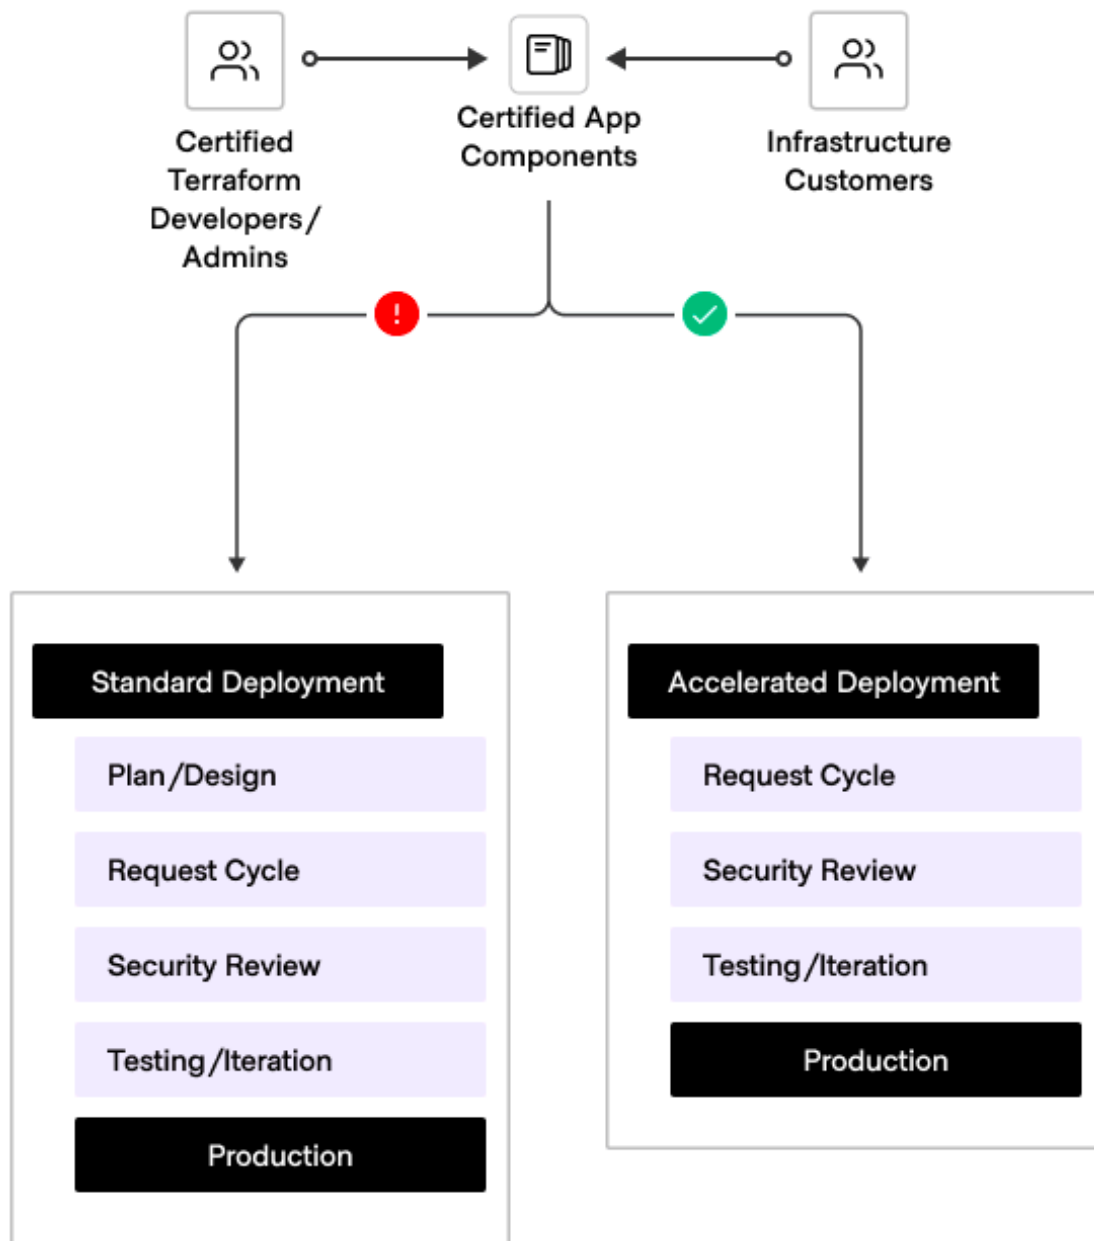 Certified
Terraform
Developers/
Admins
Certified App
Components
Infrastructure
Customers
!
Standard Deployment
Plan/Design
Request Cycle
Security Review
Testing/Iteration
Production
Accelerated Deployment
Request Cycle
Security Review
Testing/Iteration
Production